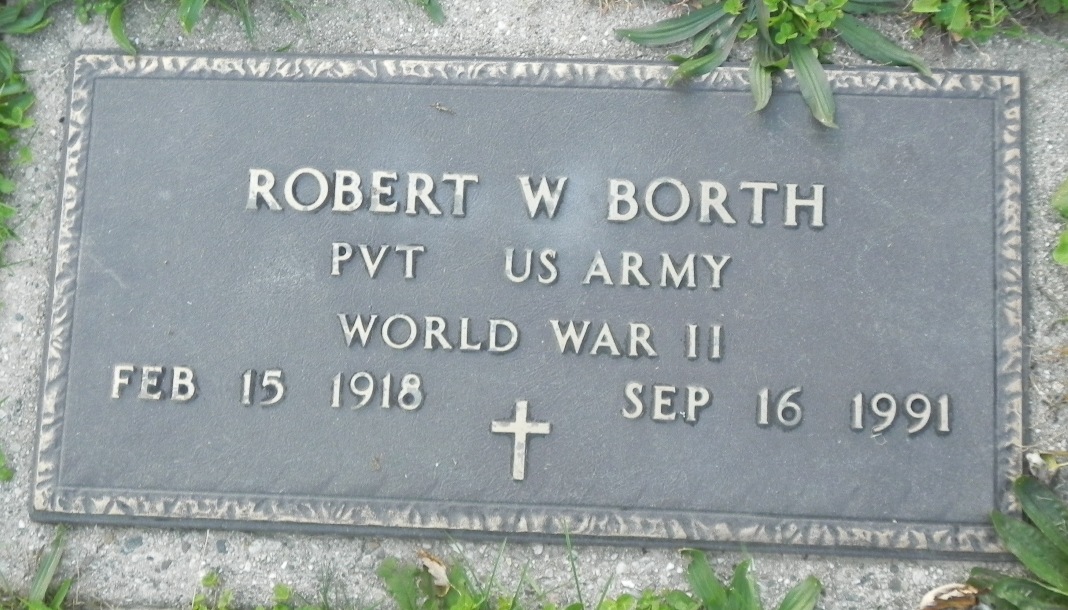 ROBERT W BORTH
PVT US ARMY
WORLD WAR II
FEB 15 1918 SEP 16 1991